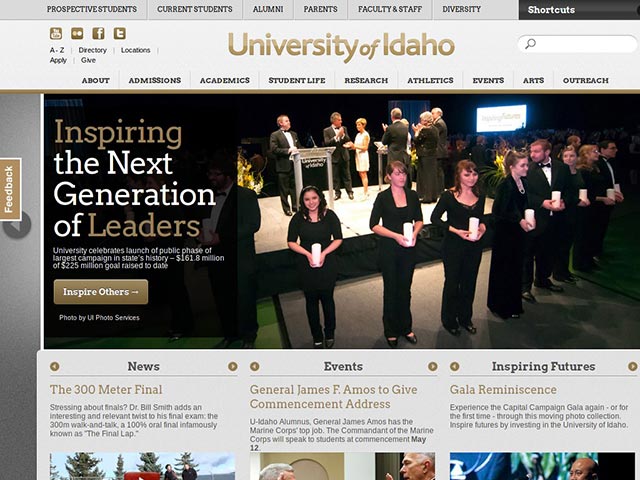 PROSPECTIVE STUDENTS CURRENT STUDENTS ALUMNI PARENTS FACULTY & STAFF DIVERSITY Shortcuts
A - Z | Directory | Locations |
Apply | Give
University of Idaho
ABOUT ADMISSIONS ACADEMICS STUDENT LIFE RESEARCH ATHLETICS EVENTS ARTS OUTREACH
Feedback
Inspiring
the Next
Generation
of Leaders
University celebrates launch of public phase of
largest campaign in state's history – $161.8 million
of $225 million goal raised to date
Inspire Others →
Photo by UI Photo Services
University of Idaho
Inspiring Futures
News
The 300 Meter Final
Stressing about finals? Dr. Bill Smith adds an
interesting and relevant twist to his final exam: the
300m walk-and-talk, a 100% oral final infamously
known as "The Final Lap."
Events
General James F. Amos to Give
Commencement Address
U-Idaho Alumnus, General James Amos has the
Marine Corps' top job. The Commandant of the Marine
Corps will speak to students at commencement May
12.
Inspiring Futures
Gala Reminiscence
Experience the Capital Campaign Gala again - or for
the first time - through this moving photo collection.
Inspire futures by investing in the University of Idaho.